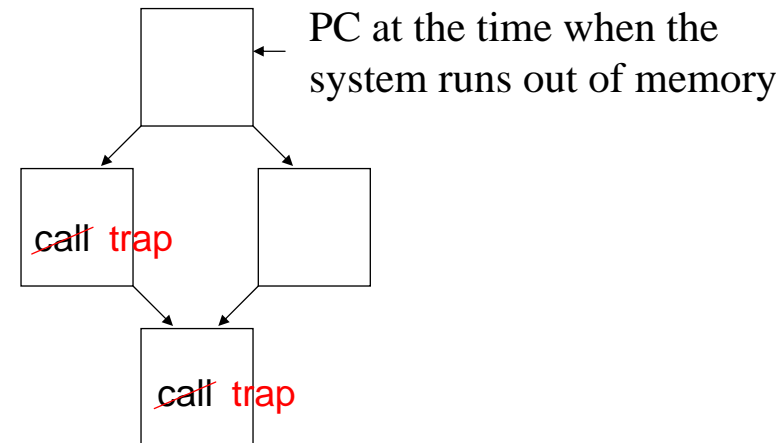 PC at the time when the
system runs out of memory
call trap
call trap